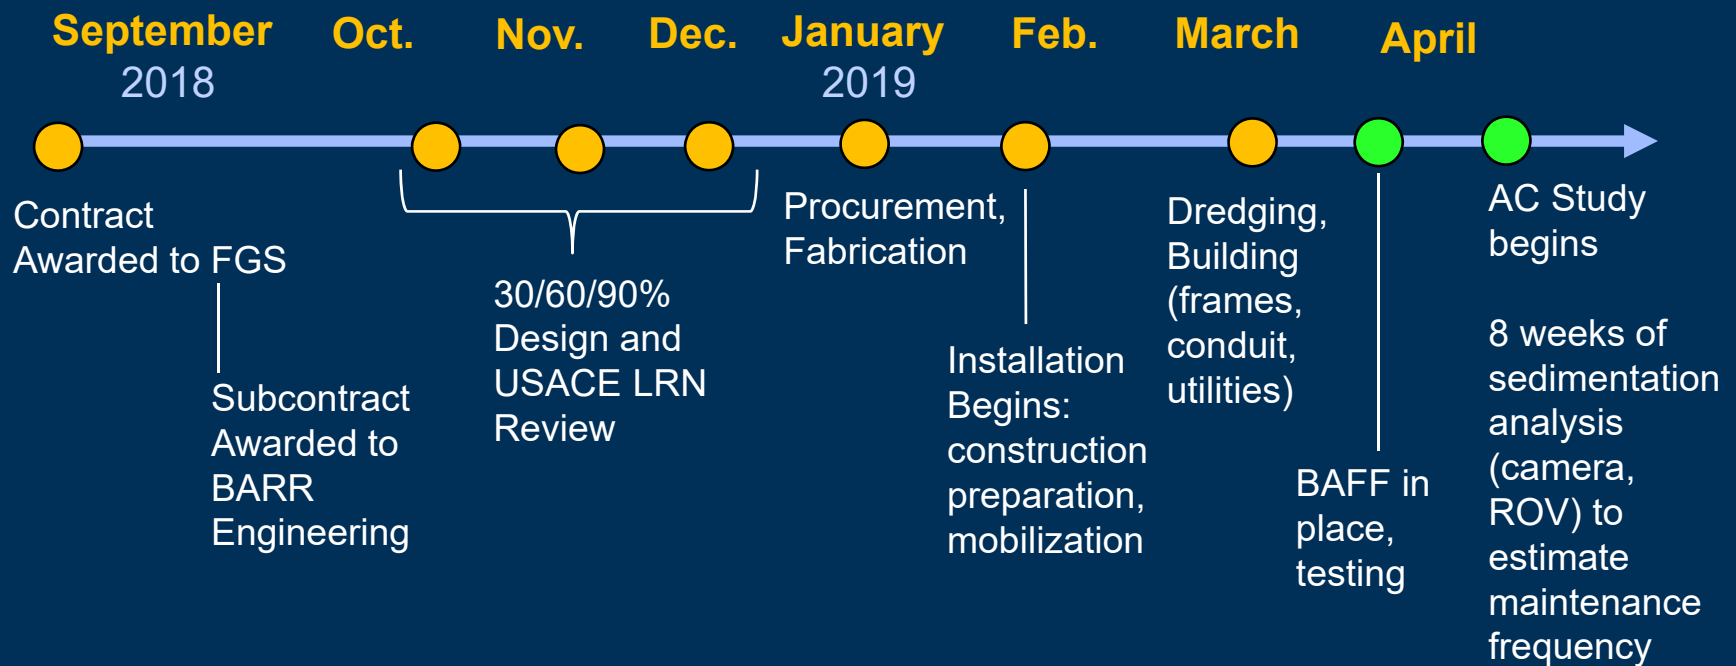 September
2018
Oct.
Nov.
Dec.
January
2019
Feb.
March
April
Contract
Awarded to FGS
Subcontract
Awarded to
BARR
Engineering
30/60/90%
Design and
USACE LRN
Review
Procurement,
Fabrication
Installation
Begins:
construction
preparation,
mobilization
Dredging,
Building
(frames,
conduit,
utilities)
BAFF in
place,
testing
AC Study
begins
8 weeks of
sedimentation
analysis
(camera,
ROV) to
estimate
maintenance
frequency